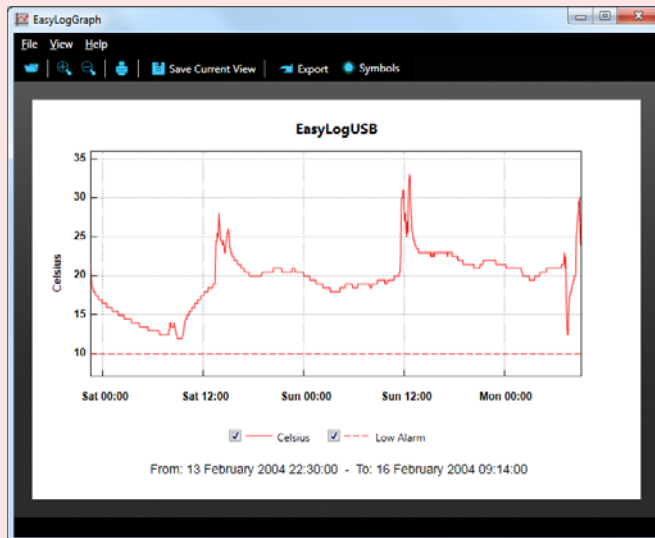 EasyLogGraph
File View Help
Save Current View Export Symbols
EasyLogUSB
35
30
25
20
15
10
Celsius
Sat 00:00 Sat 12:00 Sun 00:00 Sun 12:00 Mon 00:00
Celsius Low Alarm
From: 13 February 2004 22:30:00 - To: 16 February 2004 09:14:00